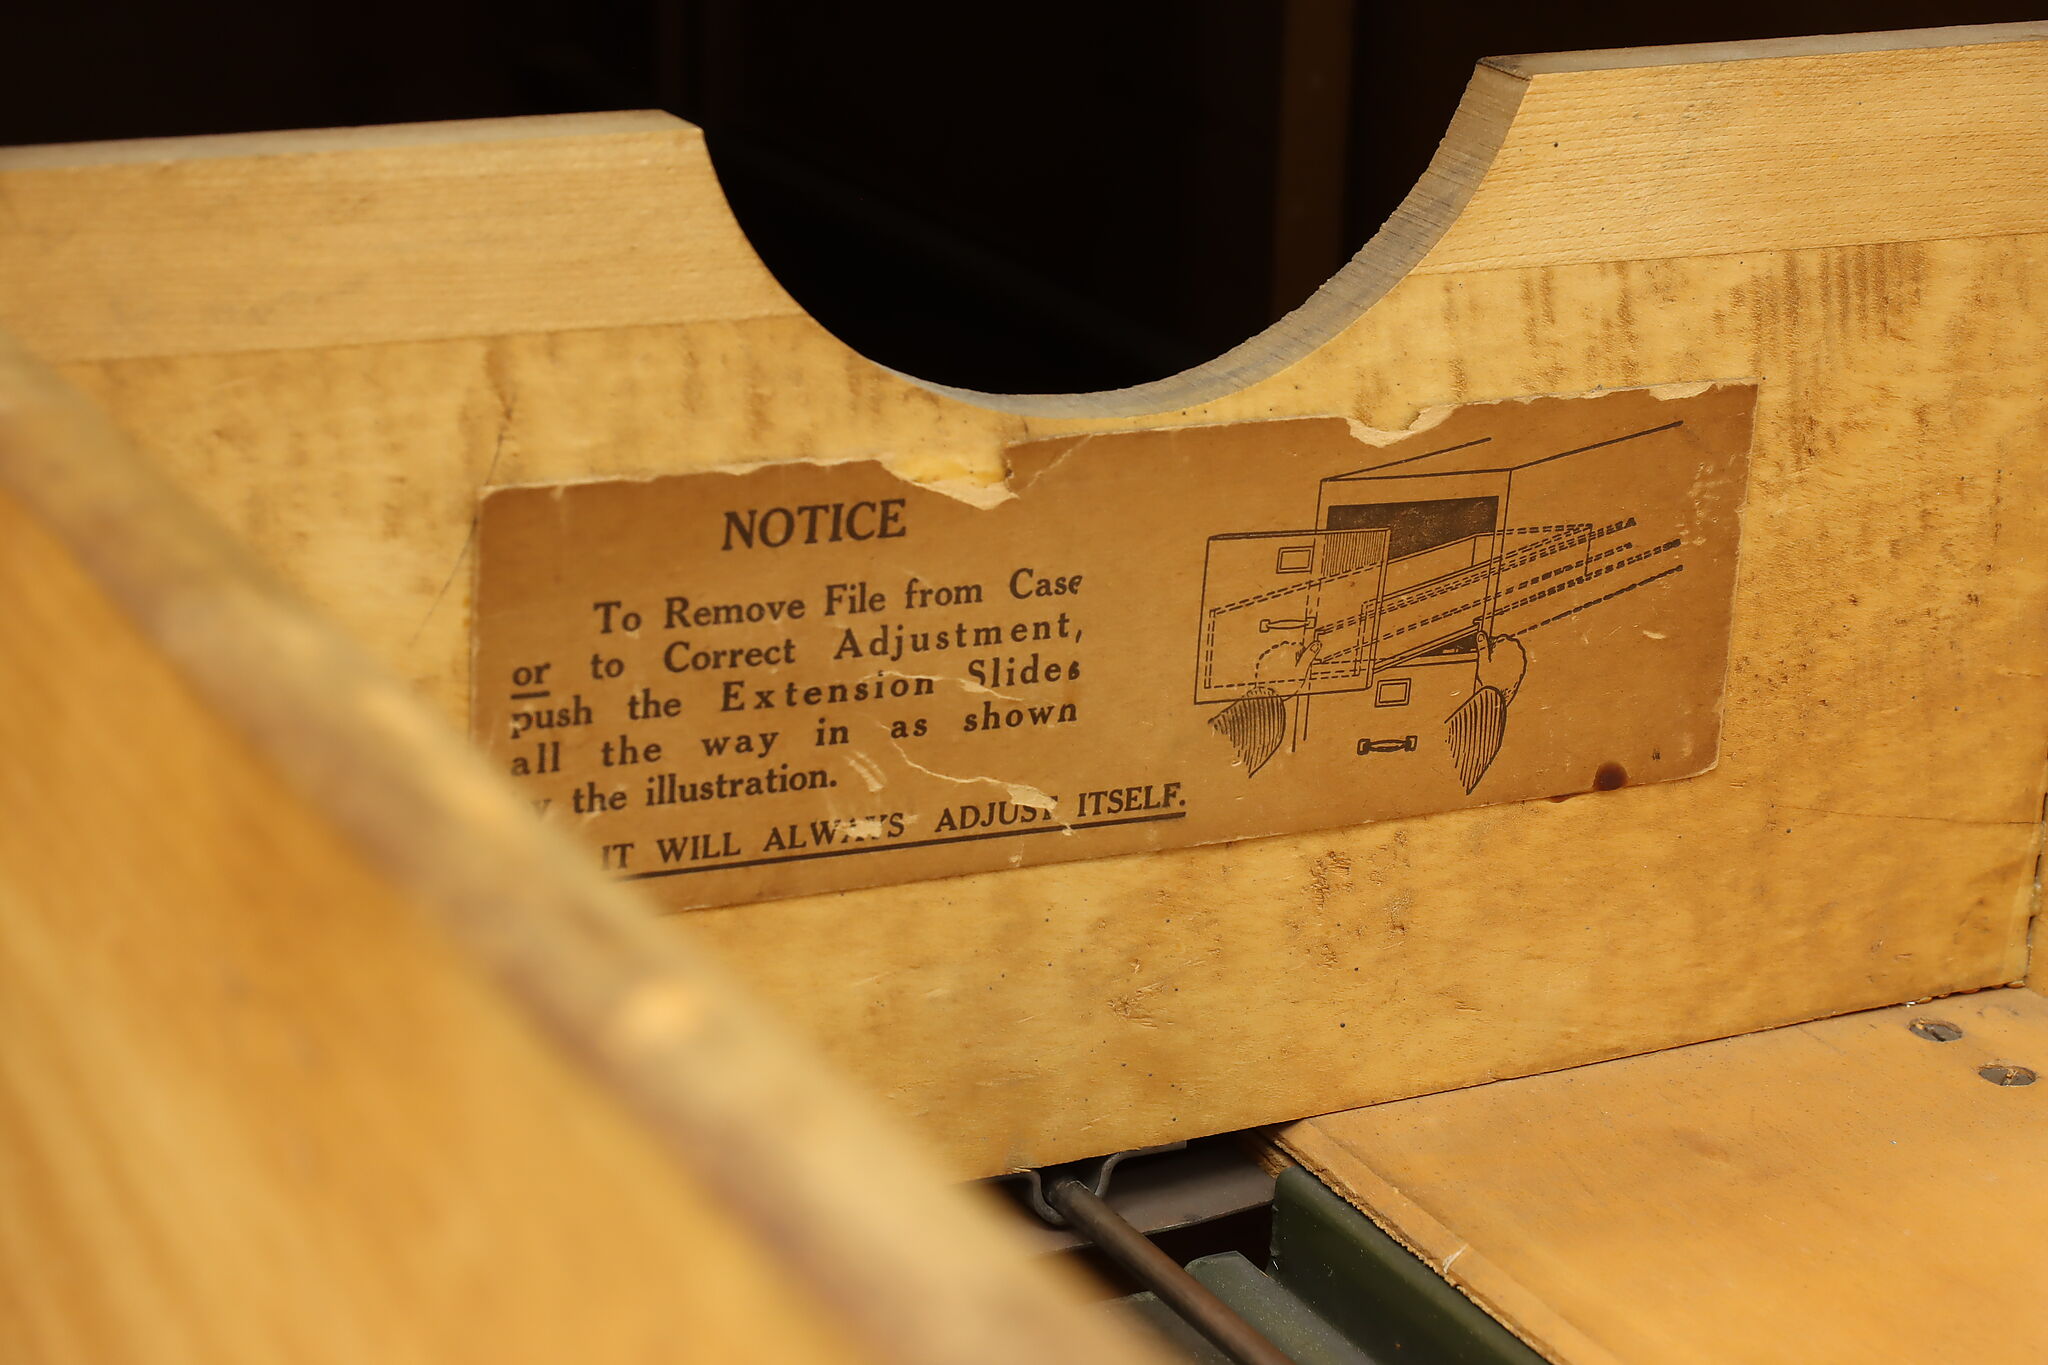 NOTICE
To Remove File from Case
or to Correct Adjustment,
push the Extension Slides
all the way in as shown
the illustration.
IT WILL ALWAYS ADJUST ITSELF.